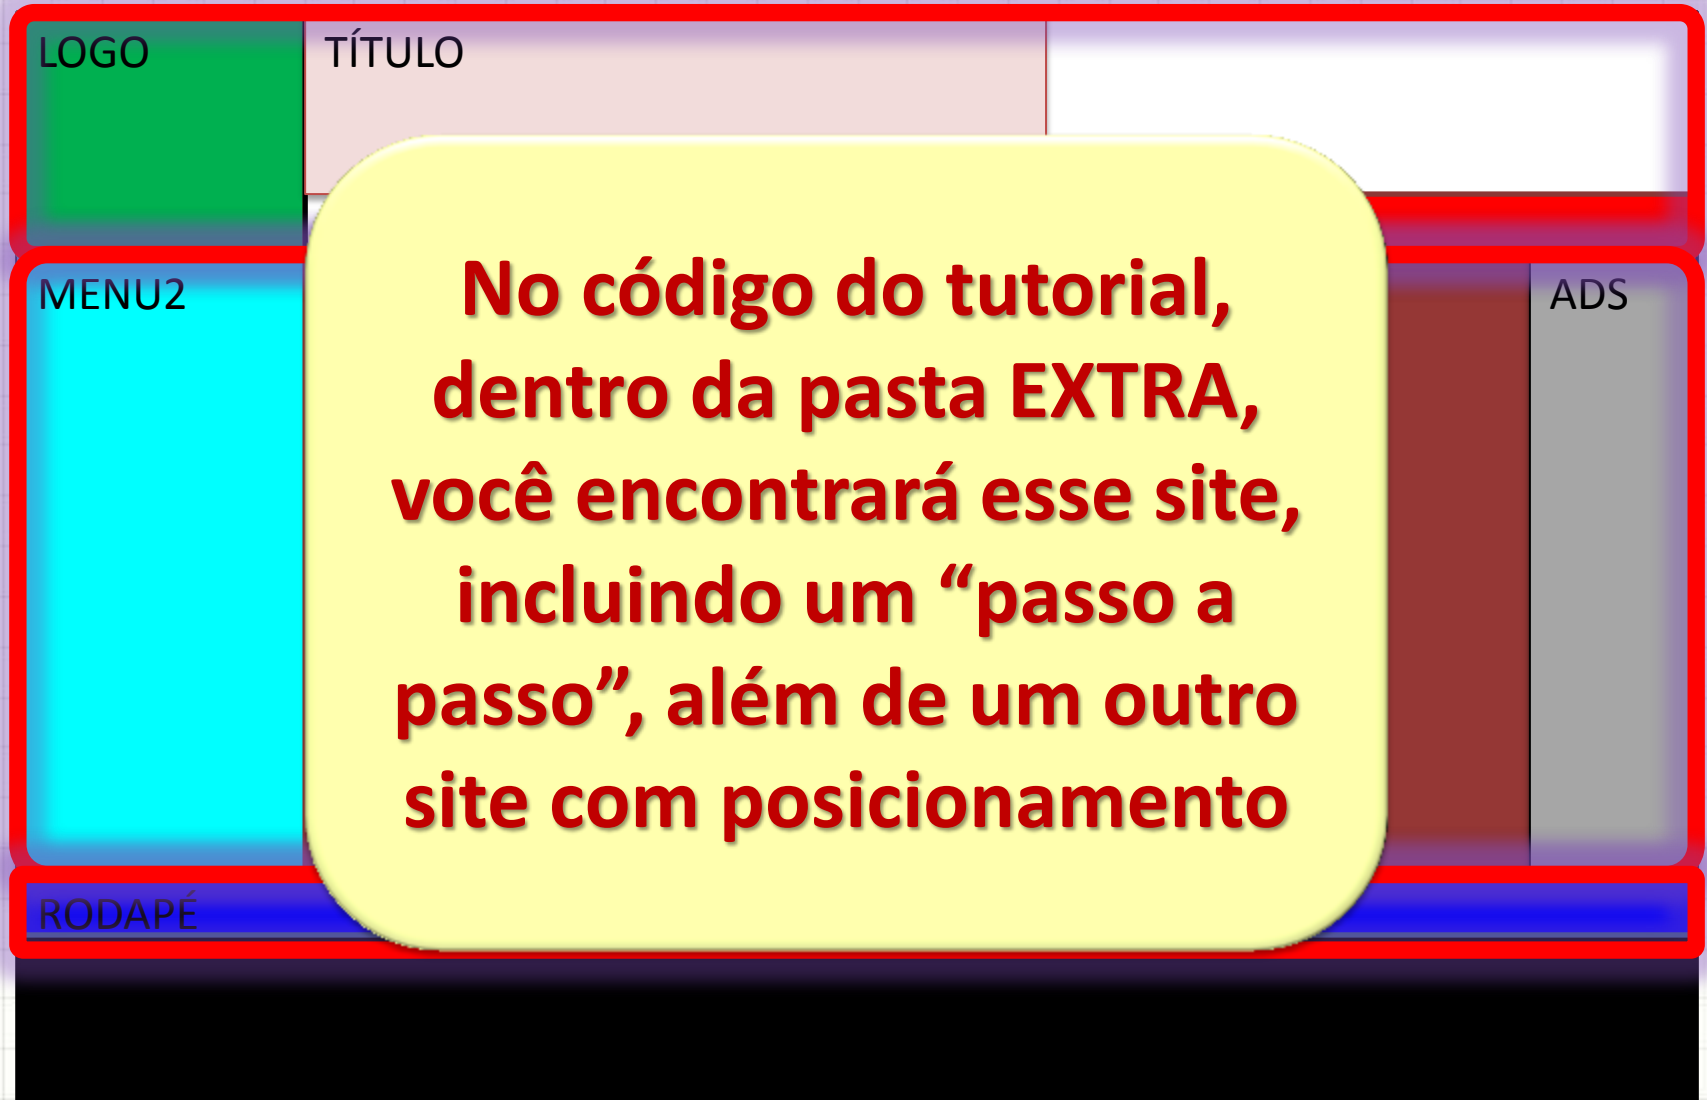 LOGO
TÍTULO
MENU2
ADS
No código do tutorial,
dentro da pasta EXTRA,
você encontrará esse site,
incluindo um “passo a
passo”, além de um outro
site com posicionamento
RODAPÉ